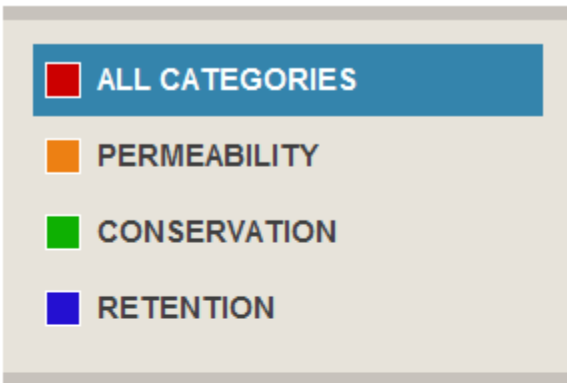 ALL CATEGORIES
PERMEABILITY
CONSERVATION
RETENTION